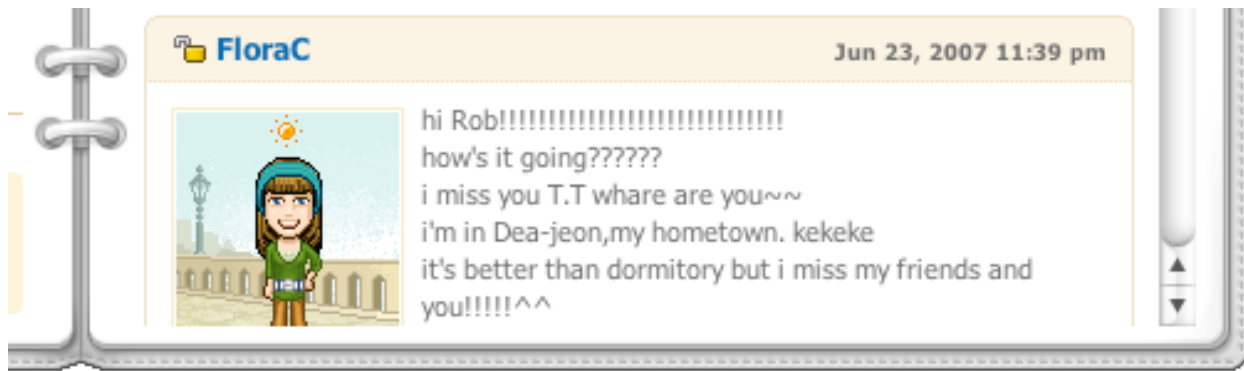 FloraC
Jun 23, 2007 11:39 pm
hi Rob!!!!!!!!!!!!!!!!!!!!!!!!!!!!!
how's it going??????
i miss you T.T whare are you~~
i'm in Dea-jeon,my hometown. kekeke
it's better than dormitory but i miss my friends and
you!!!!!^^